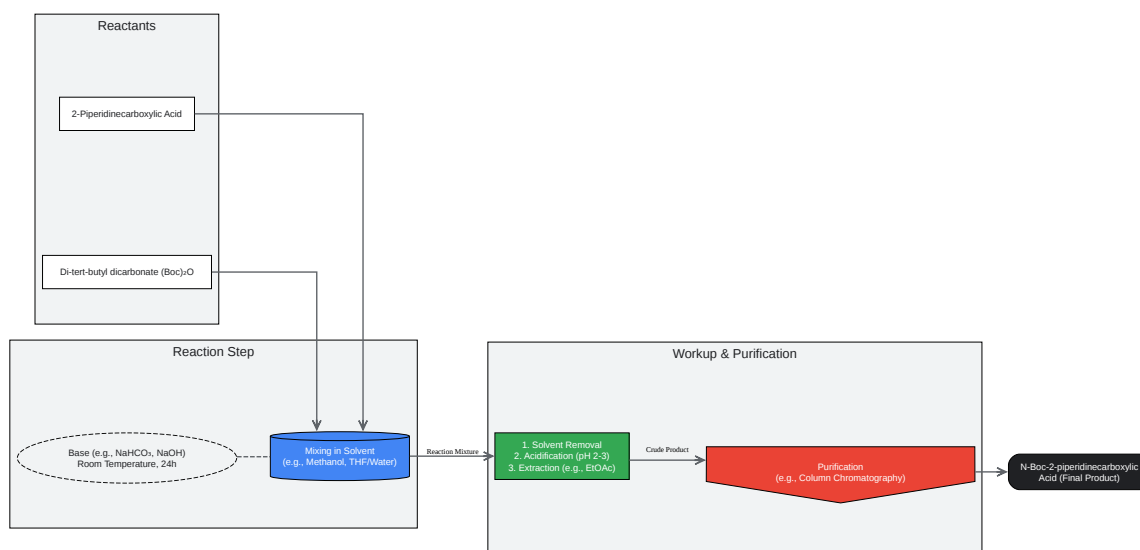 Reactants
2-Piperidinecarboxylic Acid
Di-tert-butyl dicarbonate (Boc)₂O
Reaction Step
Base (e.g., NaHCO₃, NaOH)
Room Temperature, 24h
Mixing in Solvent
(e.g., Methanol, THF/Water)
Reaction Mixture
Workup & Purification
1. Solvent Removal
2. Acidification (pH 2-3)
3. Extraction (e.g., EtOAc)
Crude Product
Purification
(e.g., Column Chromatography)
N-Boc-2-piperidinecarboxylic
Acid (Final Product)